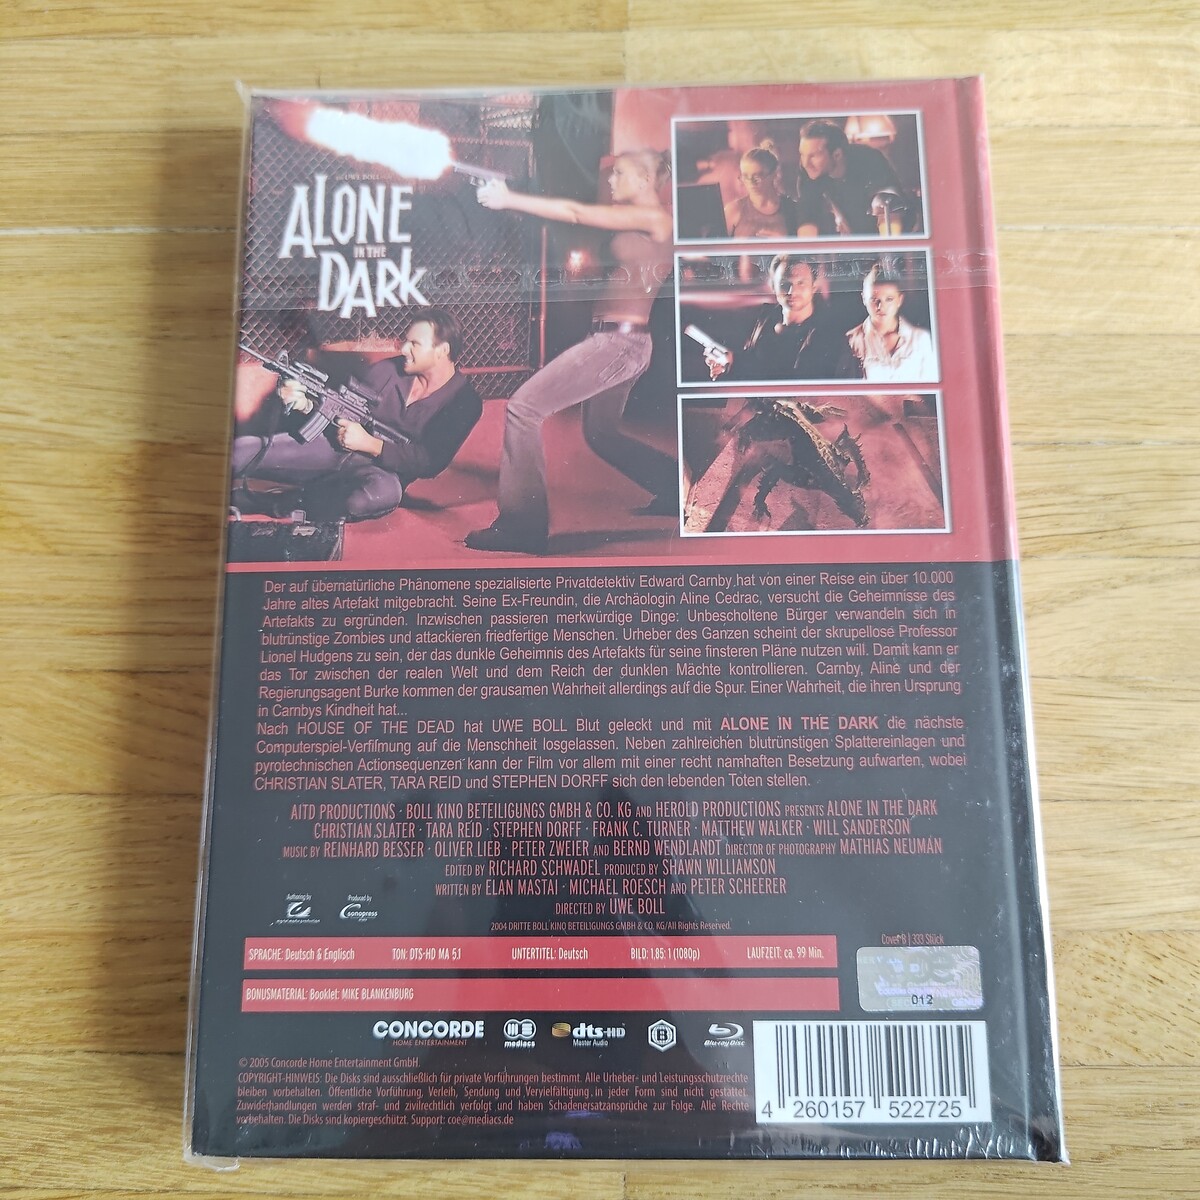 ALONE
IN THE
DARK
Der auf übernatürliche Phänomene spezialisierte Privatdetektiv Edward Carnby hat von einer Reise ein über 10.000
Jahre altes Artefakt mitgebracht. Seine Ex-Freundin, die Archäologin Aline Cedrac, versucht die Geheimnisse des
Artefakts zu ergründen. Inzwischen passieren merkwürdige Dinge: Unbescholtene Bürger verwandeln sich in
blutrünstige Zombies und attackieren friedfertige Menschen. Urheber des Ganzen scheint der skrupellose Professor
Lionel Hudgens zu sein, der das dunkle Geheimnis des Artefakts für seine finsteren Pläne nutzen will. Damit kann er
das Tor zwischen der realen Welt und dem Reich der dunklen Mächte kontrollieren. Carnby, Aline und der
Regierungsagent Burke kommen der grausamen Wahrheit allerdings auf die Spur. Einer Wahrheit, die ihren Ursprung
in Carnbys Kindheit hat...
Nach HOUSE OF THE DEAD hat UWE BOLL Blut geleckt und mit ALONE IN THE DARK die nächste
Computerspiel-Verfilmung auf die Menschheit losgelassen. Neben zahlreichen blutrünstigen Splattereinlagen und
pyrotechnischen Actionsequenzen kann der Film vor allem mit einer recht namhaften Besetzung aufwarten, wobei
CHRISTIAN SLATER, TARA REID und STEPHEN DORFF sich den lebenden Toten stellen.
AITD PRODUCTIONS · BOLL KINO BETEILIGUNGS GMBH & CO. KG AND HEROLD PRODUCTIONS PRESENTS ALONE IN THE DARK
CHRISTIAN SLATER · TARA REID · STEPHEN DORFF · FRANK C. TURNER · MATTHEW WALKER · WILL SANDERSON
MUSIC BY REINHARD BESSER · OLIVER LIEB · PETER ZWEIER AND BERND WENDLANDT DIRECTOR OF PHOTOGRAPHY MATHIAS NEUMAN
EDITED BY RICHARD SCHWADEL PRODUCED BY SHAWN WILLIAMSON
WRITTEN BY ELAN MASTAI · MICHAEL ROESCH AND PETER SCHEERER
DIRECTED BY UWE BOLL
2004 DRITTE BOLL KINO BETEILIGUNGS GMBH & CO. KG/All Rights Reserved.
Authoring by
digital media production
Produced by
sonopress
Cover B | 333 Stück
012
SPRACHE: Deutsch & Englisch TON: DTS-HD MA 5.1 UNTERTITEL: Deutsch BILD: 1,85: 1 (1080p) LAUFZEIT: ca. 99 Min.
BONUSMATERIAL: Booklet: MIKE BLANKENBURG
CONCORDE
HOME ENTERTAINMENT
mediacs
dts-HD
Master Audio
B
Blu-ray Disc
© 2005 Concorde Home Entertainment GmbH.
COPYRIGHT-HINWEIS: Die Disks sind ausschließlich für private Vorführungen bestimmt. Alle Urheber- und Leistungsschutzrechte
bleiben vorbehalten. Öffentliche Vorführung, Verleih, Sendung und Vervielfältigung in jeder Form sind nicht gestattet.
Zuwiderhandlungen werden straf- und zivilrechtlich verfolgt und haben Schadenersatzansprüche zur Folge. Alle Rechte
vorbehalten. Die Disks sind kopiergeschützt. Support: coe@mediacs.de
4 260157 522725